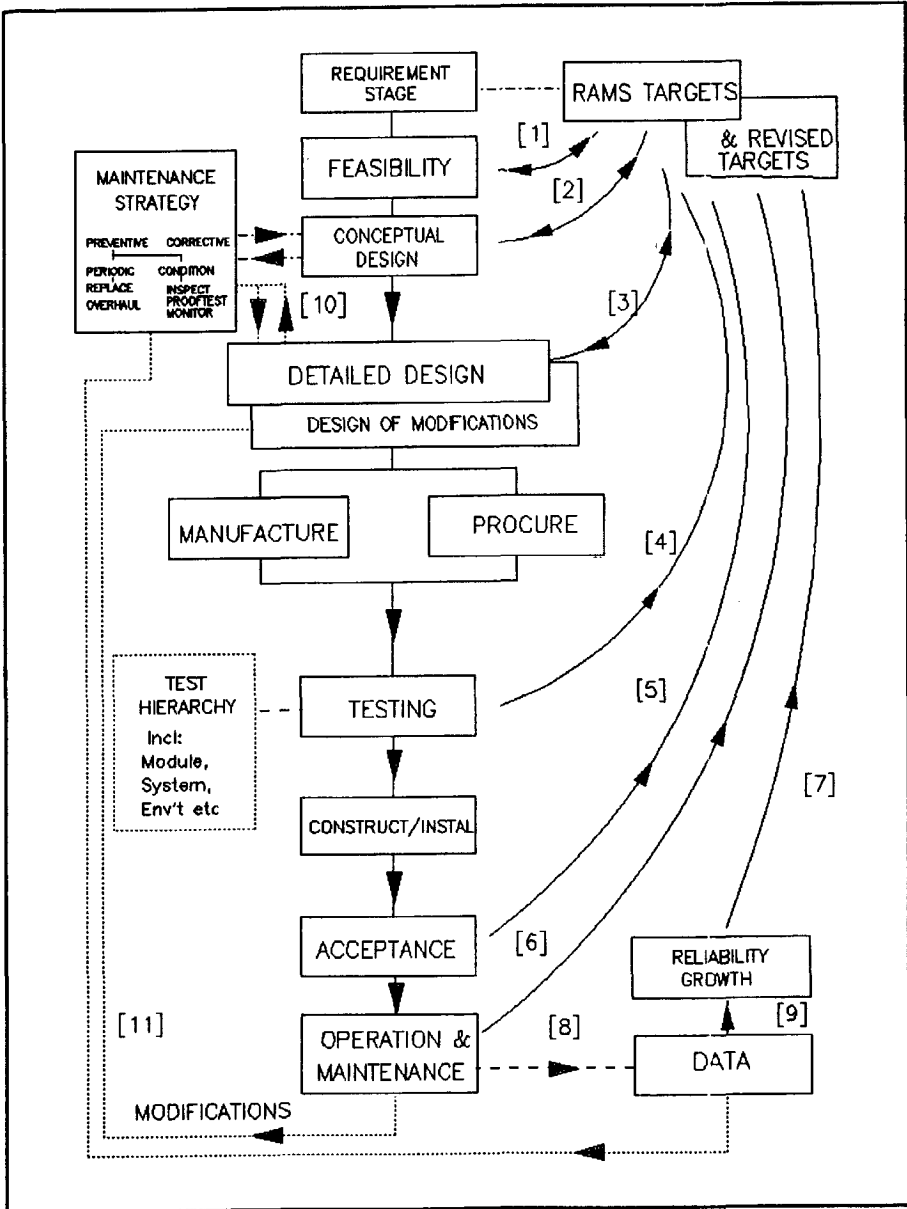 REQUIREMENT
STAGE
RAMS TARGETS
& REVISED
TARGETS
[1]
FEASIBILITY
[2]
MAINTENANCE
STRATEGY
PREVENTIVE CORRECTIVE
PERIODIC CONDITION
REPLACE INSPECT
OVERHAUL PROOFTEST
MONITOR
CONCEPTUAL
DESIGN
[10]
[3]
DETAILED DESIGN
DESIGN OF MODIFICATIONS
MANUFACTURE
PROCURE
[4]
TEST
HIERARCHY
Incl:
Module,
System,
Env't etc
TESTING
[5]
[7]
CONSTRUCT/INSTAL
ACCEPTANCE
[6]
RELIABILITY
GROWTH
[11]
OPERATION &
MAINTENANCE
[8]
[9]
DATA
MODIFICATIONS